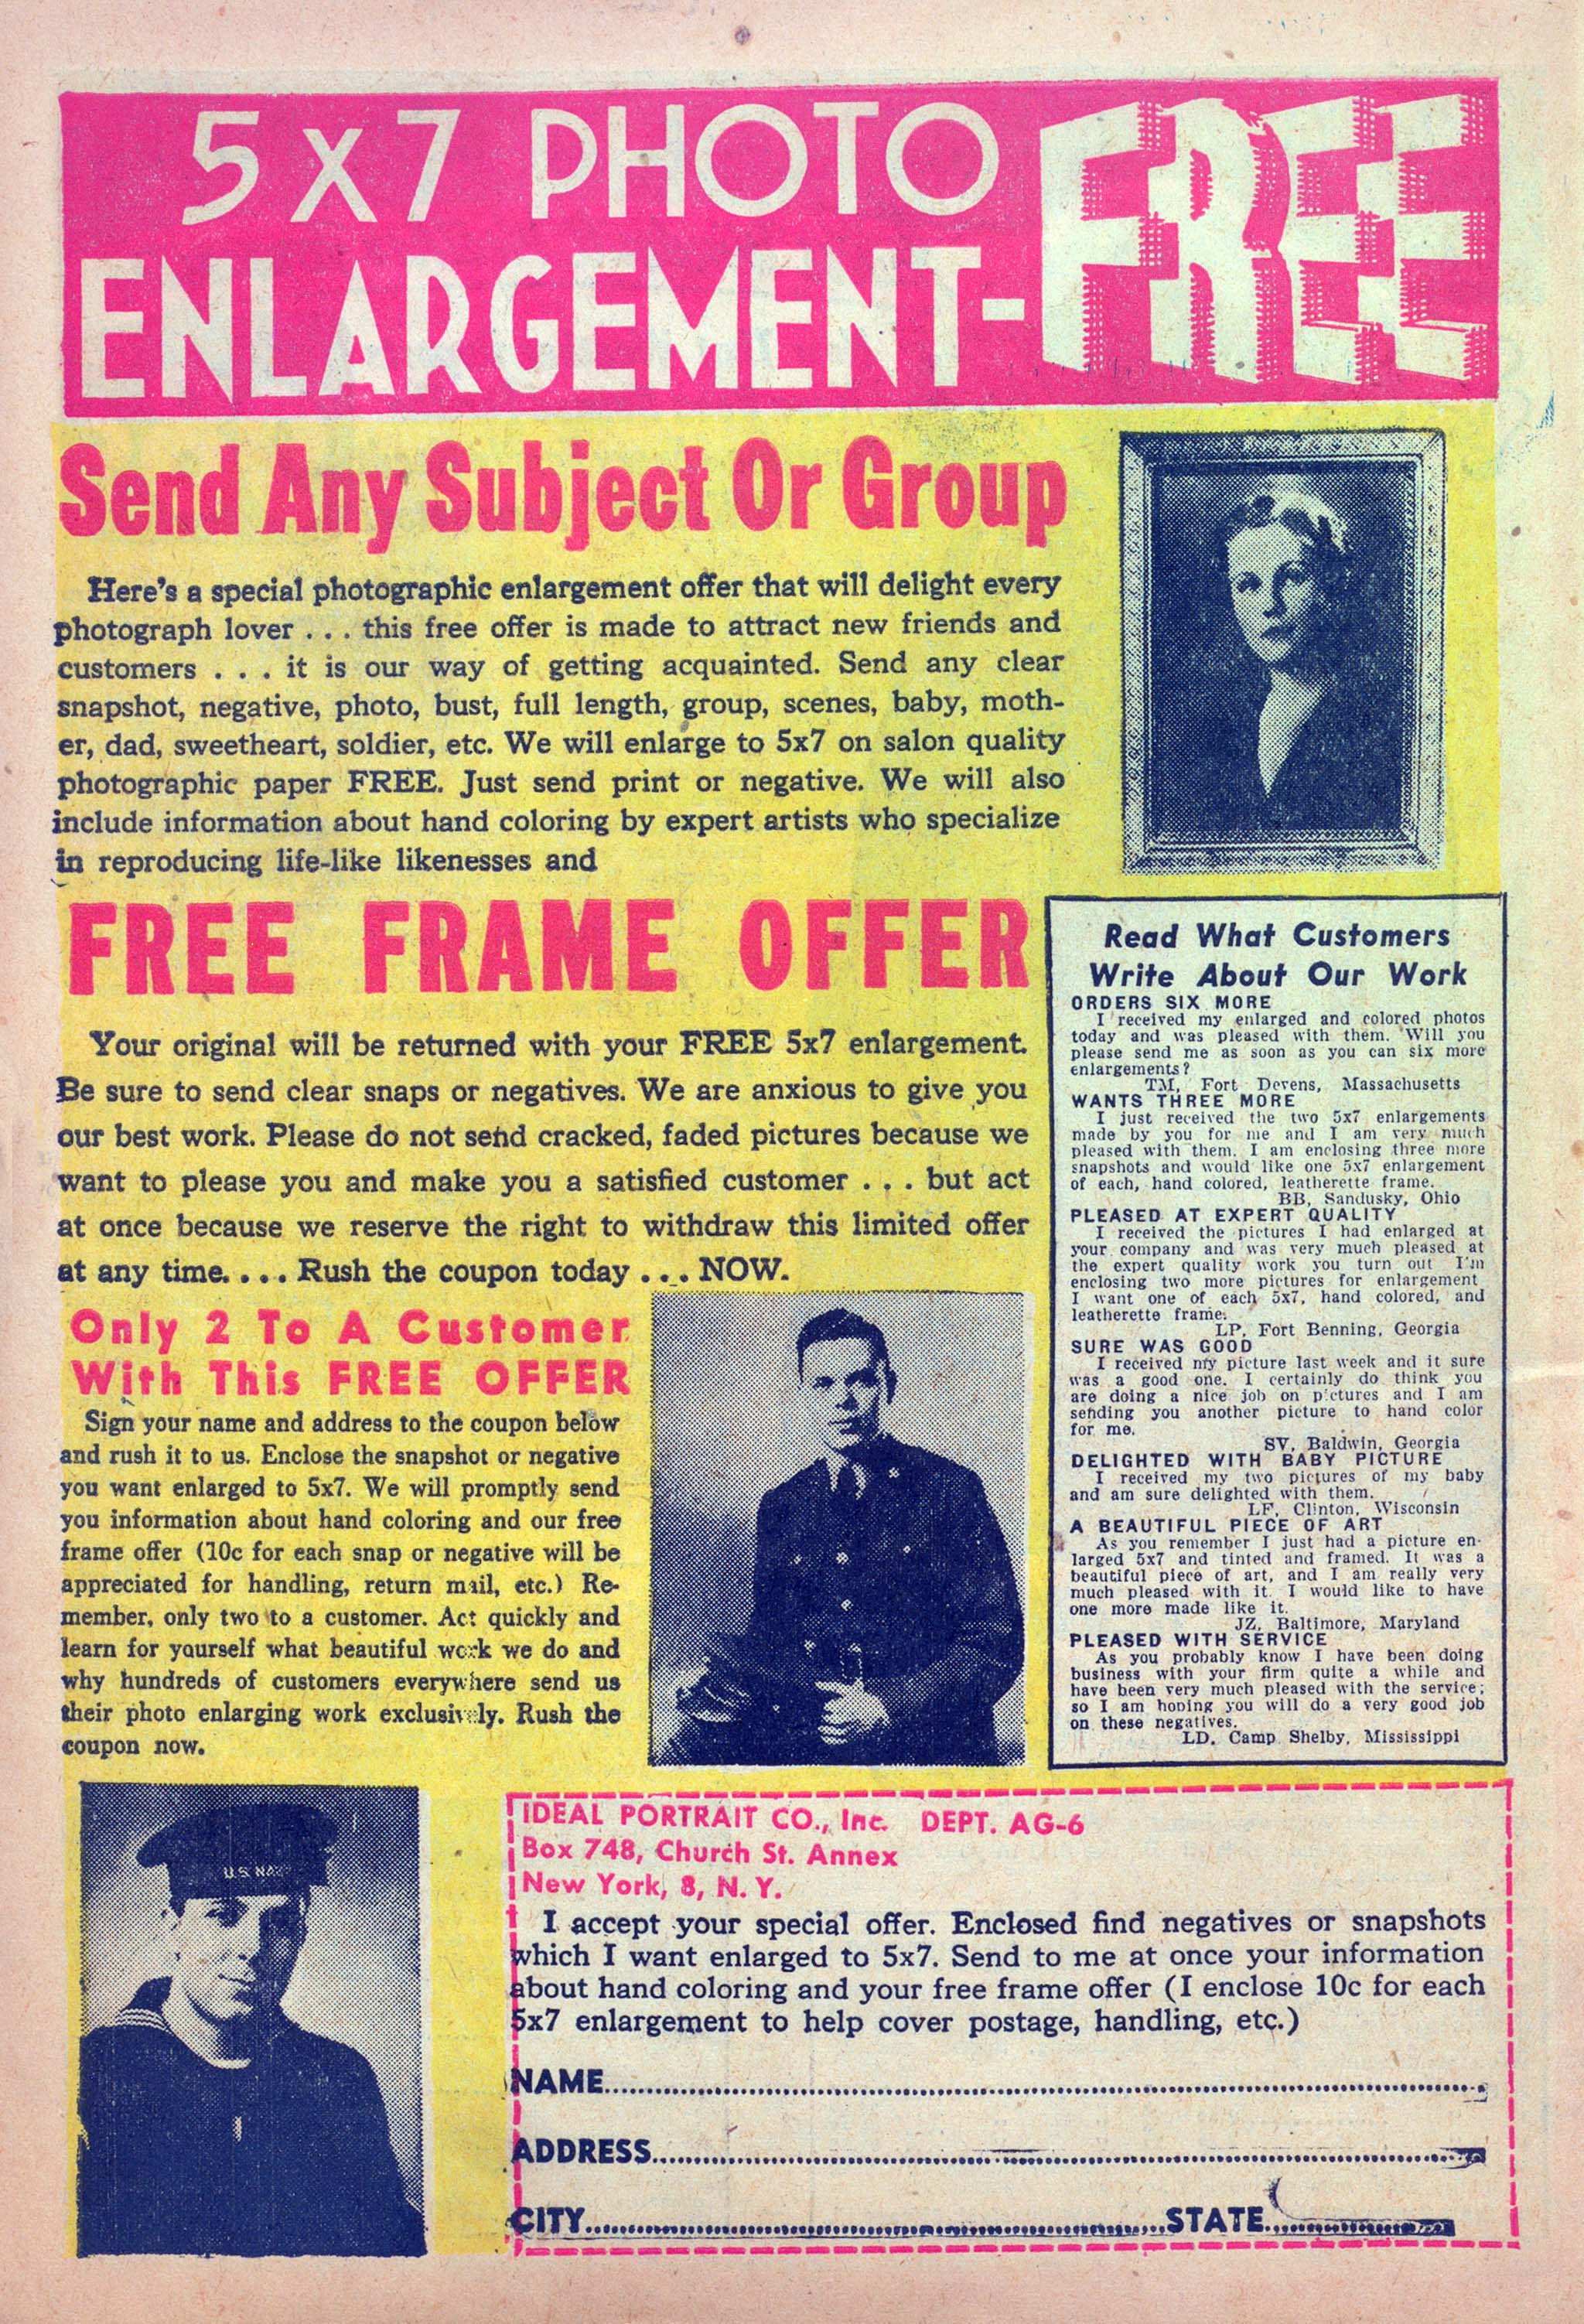 5 x 7 PHOTO
ENLARGEMENT-FREE
Send Any Subject Or Group
Here's a special photographic enlargement offer that will delight every
photograph lover . . . this free offer is made to attract new friends and
customers . . . it is our way of getting acquainted. Send any clear
snapshot, negative, photo, bust, full length, group, scenes, baby, moth-
er, dad, sweetheart, soldier, etc. We will enlarge to 5x7 on salon quality
photographic paper FREE. Just send print or negative. We will also
include information about hand coloring by expert artists who specialize
in reproducing life-like likenesses and
FREE FRAME OFFER
Your original will be returned with your FREE 5x7 enlargement.
Be sure to send clear snaps or negatives. We are anxious to give you
our best work. Please do not send cracked, faded pictures because we
want to please you and make you a satisfied customer . . . but act
at once because we reserve the right to withdraw this limited offer
at any time. . . . Rush the coupon today . . . NOW.
Only 2 To A Customer
With This FREE OFFER
Sign your name and address to the coupon below
and rush it to us. Enclose the snapshot or negative
you want enlarged to 5x7. We will promptly send
you information about hand coloring and our free
frame offer (10c for each snap or negative will be
appreciated for handling, return mail, etc.) Re-
member, only two to a customer. Act quickly and
learn for yourself what beautiful work we do and
why hundreds of customers everywhere send us
their photo enlarging work exclusively. Rush the
coupon now.
Read What Customers
Write About Our Work
ORDERS SIX MORE
I received my enlarged and colored photos
today and was pleased with them. Will you
please send me as soon as you can six more
enlargements?
TM, Fort Devens, Massachusetts
WANTS THREE MORE
I just received the two 5x7 enlargements
made by you for me and I am very much
pleased with them. I am enclosing three more
snapshots and would like one 5x7 enlargement
of each, hand colored, leatherette frame.
BB, Sandusky, Ohio
PLEASED AT EXPERT QUALITY
I received the pictures I had enlarged at
your company and was very much pleased at
the expert quality work you turn out I'm
enclosing two more pictures for enlargement
I want one of each 5x7, hand colored, and
leatherette frame.
LP, Fort Benning, Georgia
SURE WAS GOOD
I received my picture last week and it sure
was a good one. I certainly do think you
are doing a nice job on pictures and I am
sending you another picture to hand color
for me.
SV, Baldwin, Georgia
DELIGHTED WITH BABY PICTURE
I received my two pictures of my baby
and am sure delighted with them.
LF, Clinton, Wisconsin
A BEAUTIFUL PIECE OF ART
As you remember I just had a picture en-
larged 5x7 and tinted and framed. It was a
beautiful piece of art, and I am really very
much pleased with it. I would like to have
one more made like it.
JZ, Baltimore, Maryland
PLEASED WITH SERVICE
As you probably know I have been doing
business with your firm quite a while and
have been very much pleased with the service;
so I am hoping you will do a very good job
on these negatives.
LD, Camp Shelby, Mississippi
U.S. NAVY
IDEAL PORTRAIT CO., Inc. DEPT. AG-6
Box 748, Church St. Annex
New York, 8, N. Y.
I accept your special offer. Enclosed find negatives or snapshots
which I want enlarged to 5x7. Send to me at once your information
about hand coloring and your free frame offer (I enclose 10c for each
5x7 enlargement to help cover postage, handling, etc.)
NAME
ADDRESS
CITY STATE